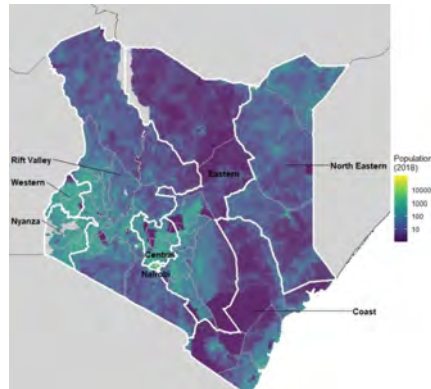 Rift Valley
Western
Nyanza
Eastern
North Eastern
Central
Nairobi
Coast
Population
(2018)
10000
1000
100
10